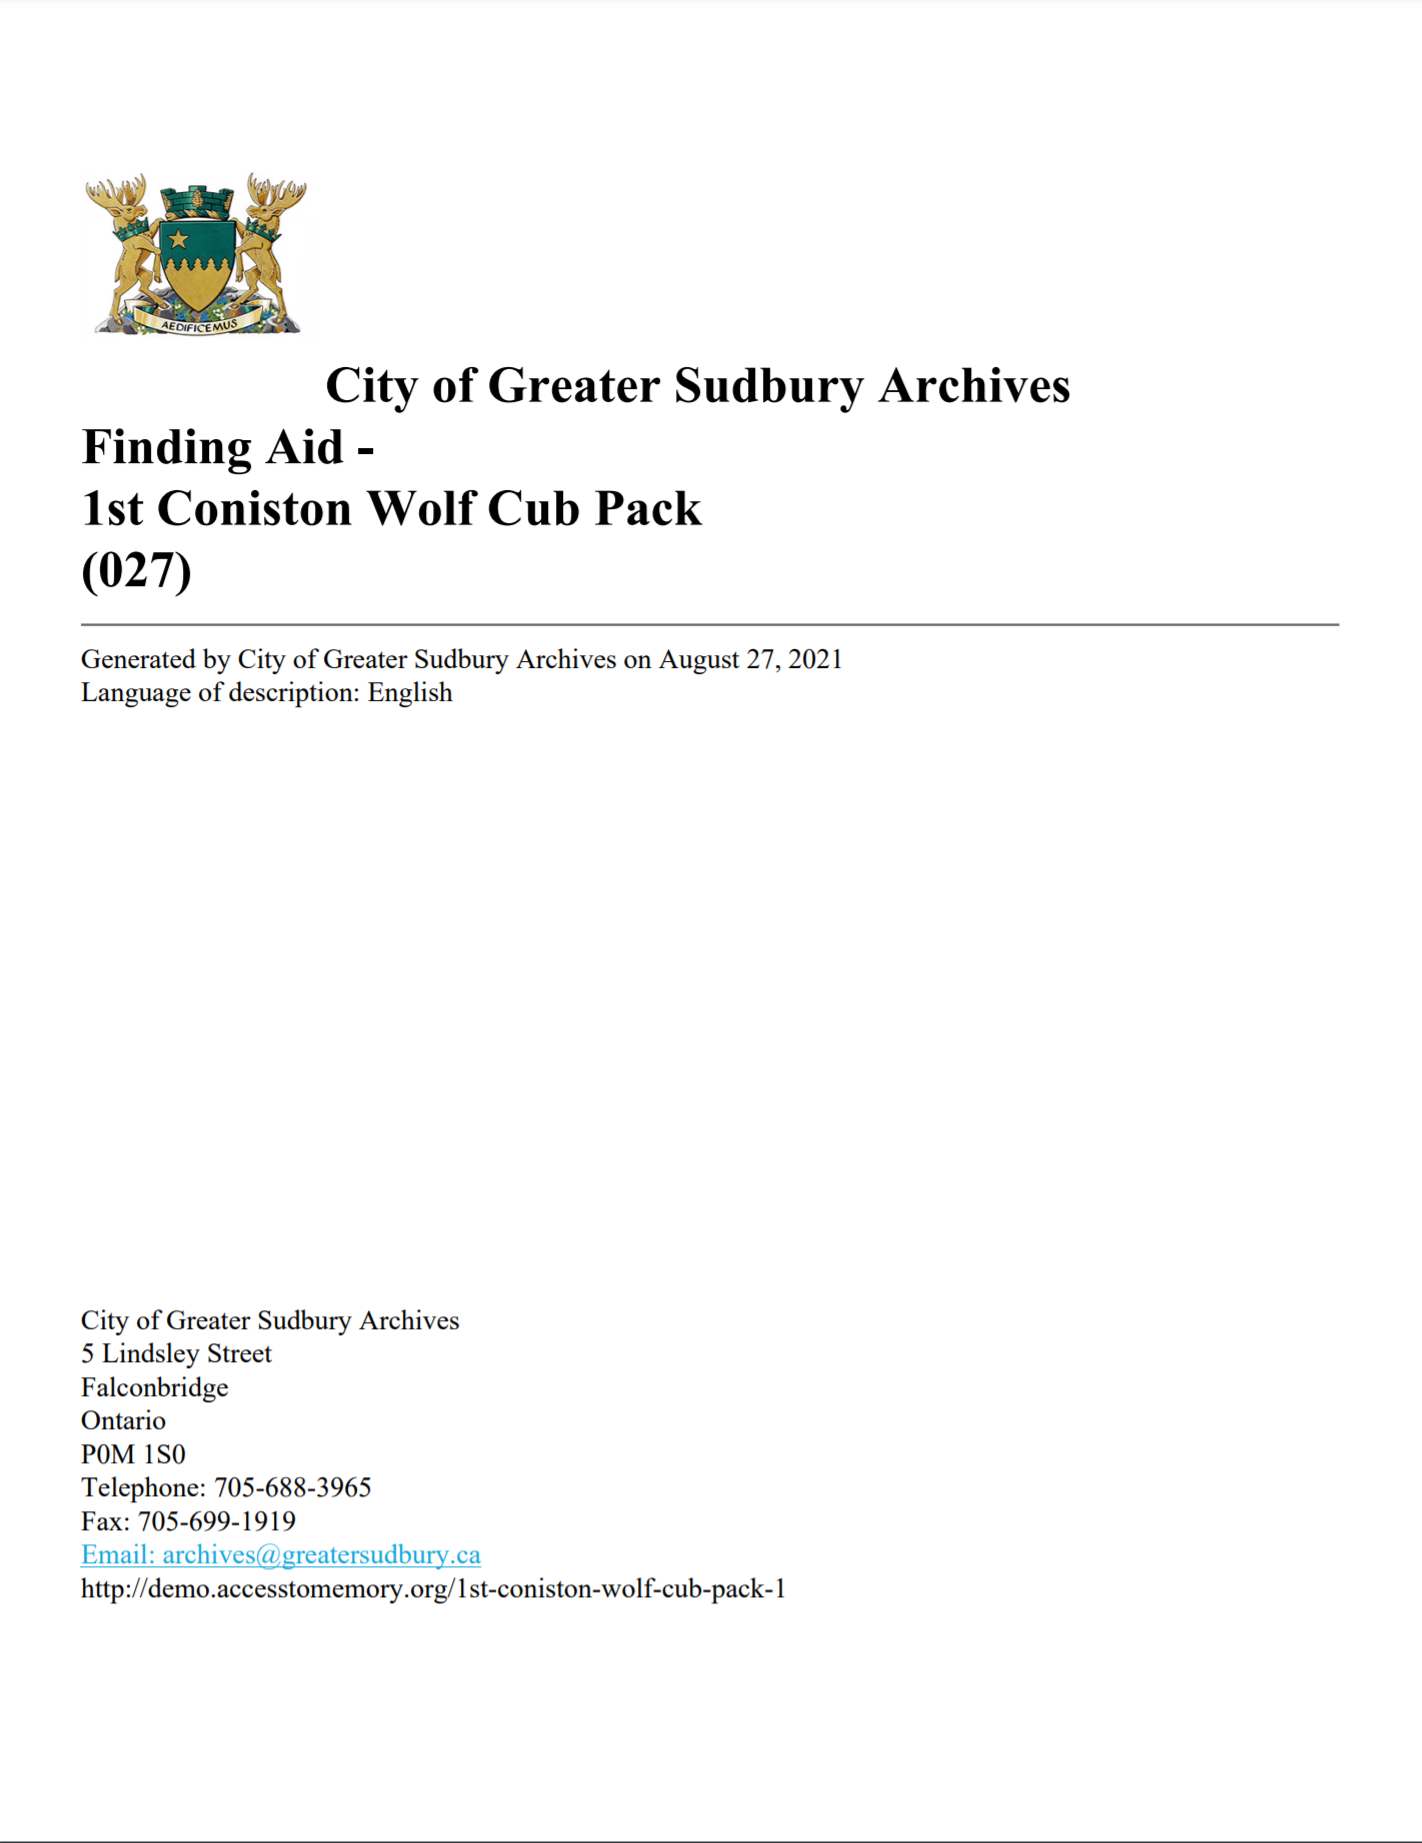 AEDIFICEMUS
City of Greater Sudbury Archives
Finding Aid -
1st Coniston Wolf Cub Pack
(027)
Generated by City of Greater Sudbury Archives on August 27, 2021
Language of description: English
City of Greater Sudbury Archives
5 Lindsley Street
Falconbridge
Ontario
P0M 1S0
Telephone: 705-688-3965
Fax: 705-699-1919
Email: archives@greatersudbury.ca
http://demo.accesstomemory.org/1st-coniston-wolf-cub-pack-1